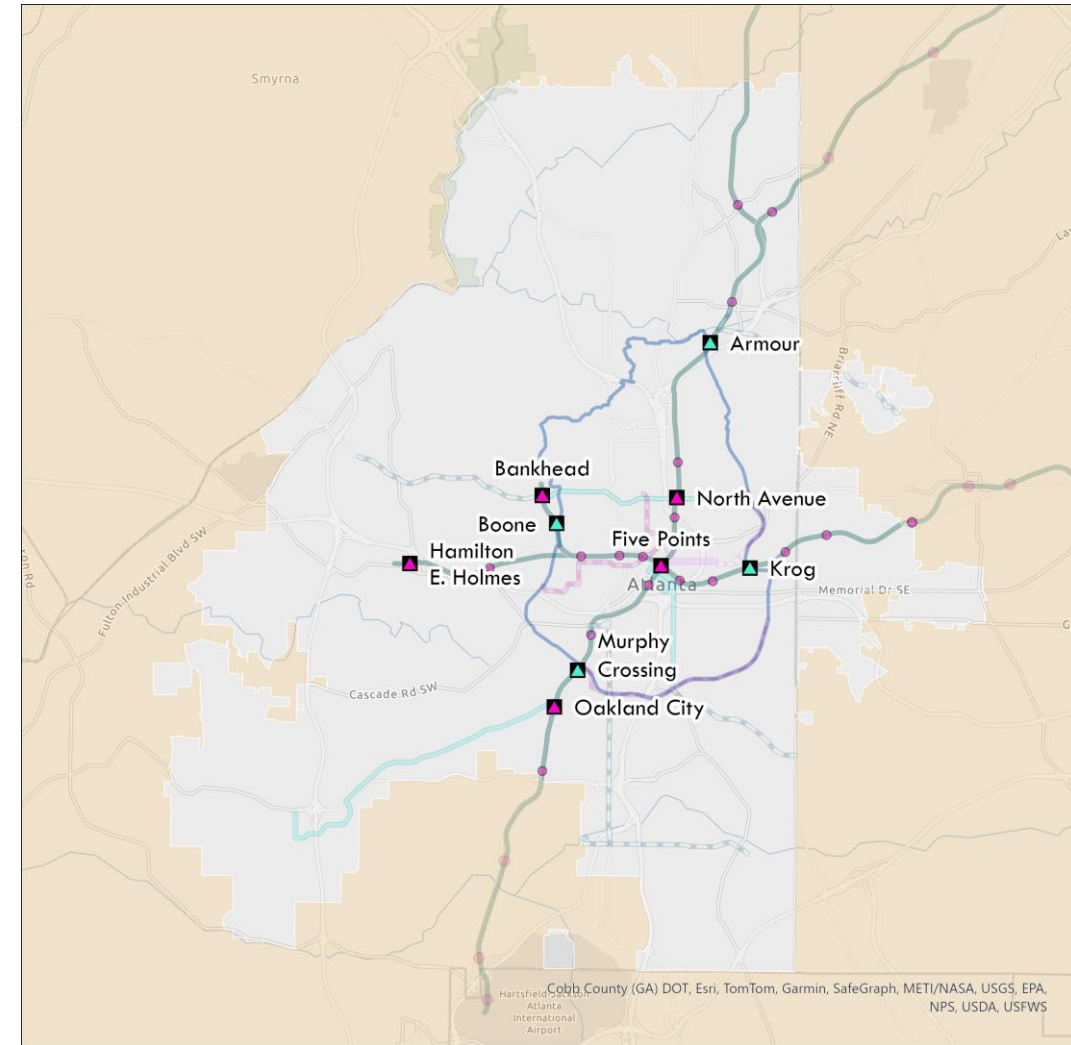 Smyrna
Armour
Briarcliff Rd NE
Bankhead
North Avenue
Boone
Five Points
Hamilton
E. Holmes
Krog
Atlanta
Memorial Dr SE
Fulton Industrial Blvd SW
Murphy
Crossing
Cascade Rd SW
Oakland City
Hartsfield-Jackson
Atlanta
International
Airport
Cobb County (GA) DOT, Esri, TomTom, Garmin, SafeGraph, METI/NASA, USGS, EPA,
NPS, USDA, USFWS